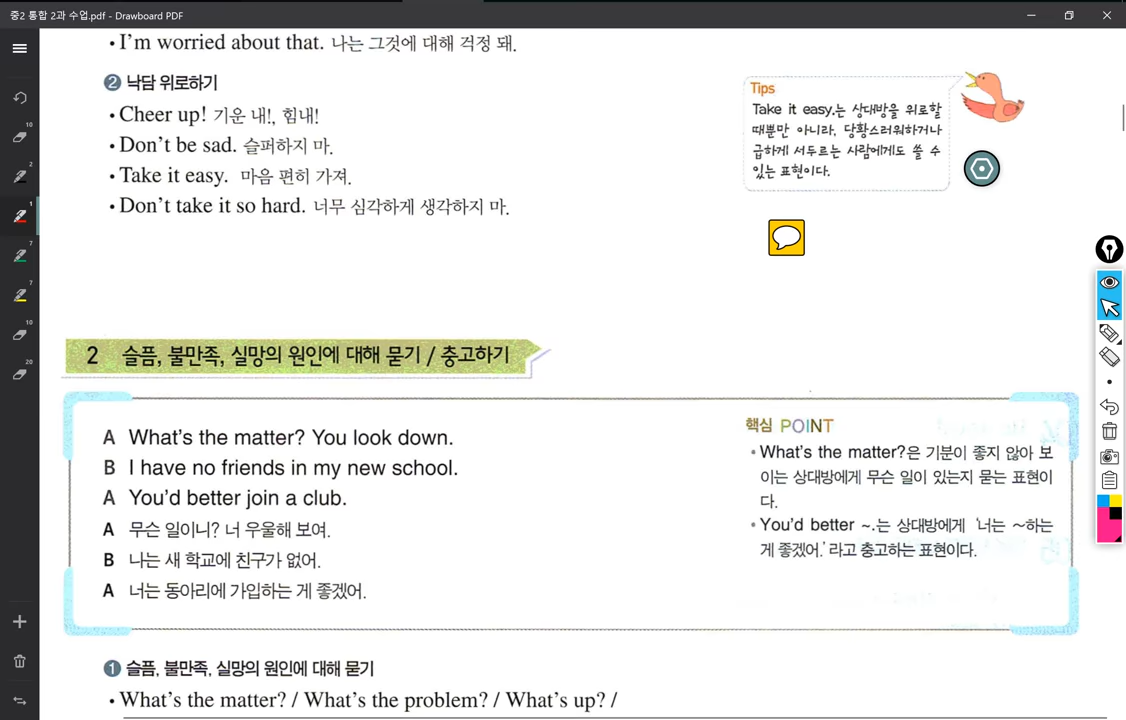 중2 통합 2과 수업.pdf - Drawboard PDF
• I'm worried about that. 나는 그것에 대해 걱정 돼.
② 낙담 위로하기
• Cheer up! 기운 내!, 힘내!
• Don't be sad. 슬퍼하지 마.
• Take it easy. 마음 편히 가져.
• Don't take it so hard. 너무 심각하게 생각하지 마.
Tips
Take it easy.는 상대방을 위로할
때뿐만 아니라, 당황스러워하거나
급하게 서두르는 사람에게도 쓸 수
있는 표현이다.
10
2
1
7
7
10
20
2 슬픔, 불만족, 실망의 원인에 대해 묻기 / 충고하기
A What's the matter? You look down.
B I have no friends in my new school.
A You'd better join a club.
A 무슨 일이니? 너 우울해 보여.
B 나는 새 학교에 친구가 없어.
A 너는 동아리에 가입하는 게 좋겠어.
핵심 POINT
• What's the matter?은 기분이 좋지 않아 보
이는 상대방에게 무슨 일이 있는지 묻는 표현이
다.
• You'd better ~.는 상대방에게 '너는 ~하는
게 좋겠어.'라고 충고하는 표현이다.
① 슬픔, 불만족, 실망의 원인에 대해 묻기
• What's the matter? / What's the problem? / What's up? /